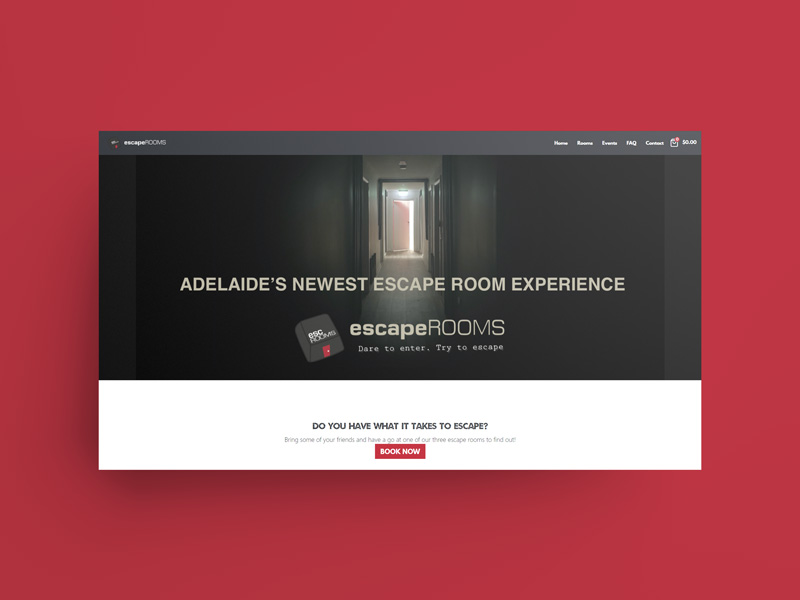 escapeROOMS
Home Rooms Events FAQ Contact $0.00
ADELAIDE'S NEWEST ESCAPE ROOM EXPERIENCE
esc
ROOMS
escapeROOMS
Dare to enter. Try to escape
DO YOU HAVE WHAT IT TAKES TO ESCAPE?
Bring some of your friends and have a go at one of our three escape rooms to find out!
BOOK NOW